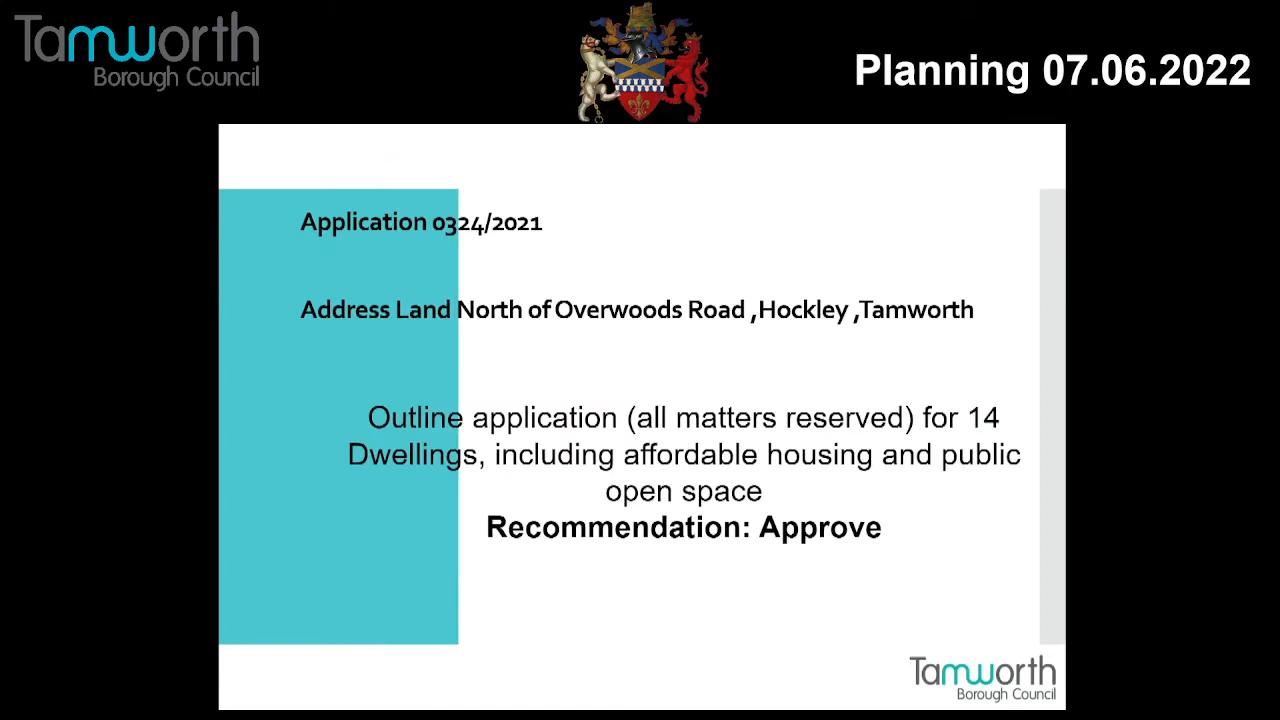 Tamworth
Borough Council
Planning 07.06.2022
Application 0324/2021
Address Land North of Overwoods Road ,Hockley ,Tamworth
Outline application (all matters reserved) for 14
Dwellings, including affordable housing and public
open space
Recommendation: Approve
Tamworth
Borough Council